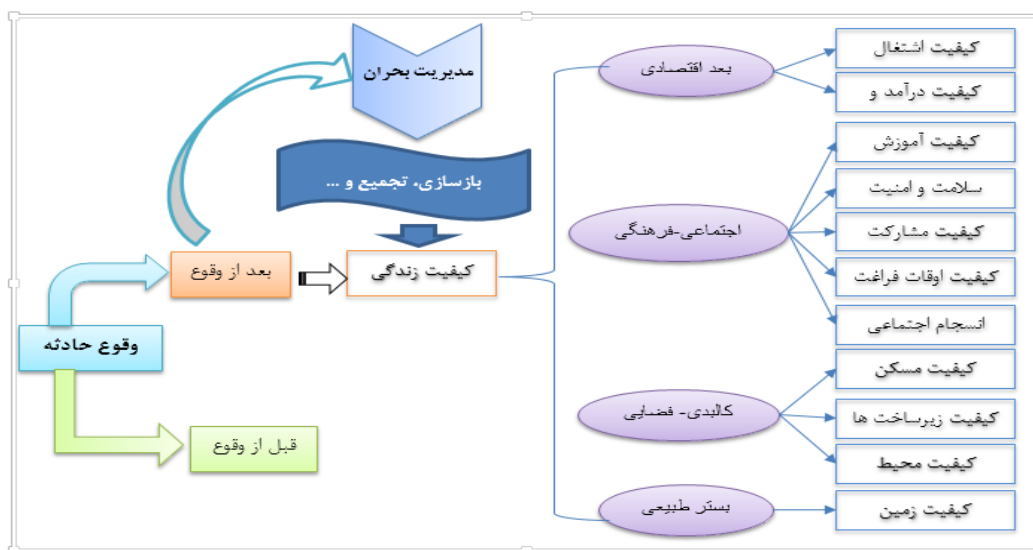 مدیریت بحران
بازسازی، تجمیع و ...
بعد از وقوع
کیفیت زندگی
وقوع حادثه
قبل از وقوع
بعد اقتصادی
کیفیت اشتغال
کیفیت درآمد و
اجتماعی-فرهنگی
کیفیت آموزش
سلامت و امنیت
کیفیت مشارکت
کیفیت اوقات فراغت
انسجام اجتماعی
کالبدی- فضایی
کیفیت مسکن
کیفیت زیرساخت ها
کیفیت محیط
بستر طبیعی
کیفیت زمین